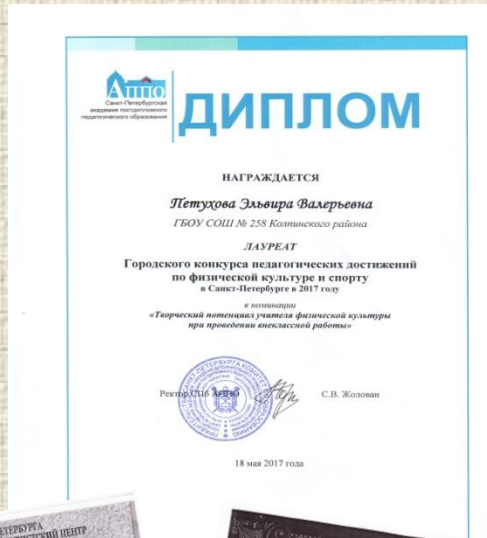 АППО
Санкт-Петербургская
академия постдипломного
педагогического образования
ДИПЛОМ
НАГРАЖДАЕТСЯ
Петухова Эльвира Валерьевна
ГБОУ СОШ № 258 Колпинского района
ЛАУРЕАТ
Городского конкурса педагогических достижений
по физической культуре и спорту
в Санкт-Петербурге в 2017 году
в номинации
«Творческий потенциал учителя физической культуры
при проведении внеклассной работы»
Ректор СПб АППО
С.В. Жолован
18 мая 2017 года